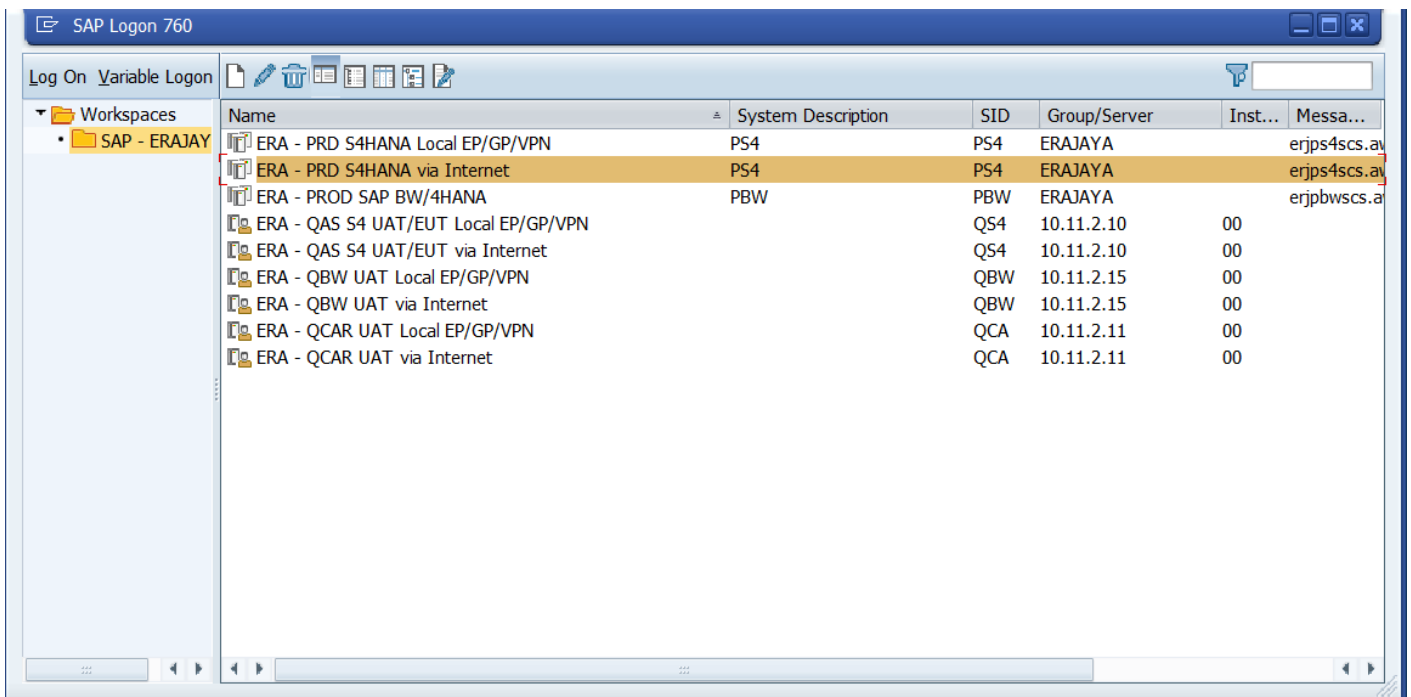 SAP Logon 760
Log On Variable Logon
Workspaces
SAP - ERAJAY
Name System Description SID Group/Server Inst... Messa...
ERA - PRD S4HANA Local EP/GP/VPN PS4 PS4 ERAJAYA erjps4scs.aw
ERA - PRD S4HANA via Internet PS4 PS4 ERAJAYA erjps4scs.aw
ERA - PROD SAP BW/4HANA PBW PBW ERAJAYA erjpbwscs.a
ERA - QAS S4 UAT/EUT Local EP/GP/VPN QS4 10.11.2.10 00
ERA - QAS S4 UAT/EUT via Internet QS4 10.11.2.10 00
ERA - QBW UAT Local EP/GP/VPN QBW 10.11.2.15 00
ERA - QBW UAT via Internet QBW 10.11.2.15 00
ERA - QCAR UAT Local EP/GP/VPN QCA 10.11.2.11 00
ERA - QCAR UAT via Internet QCA 10.11.2.11 00